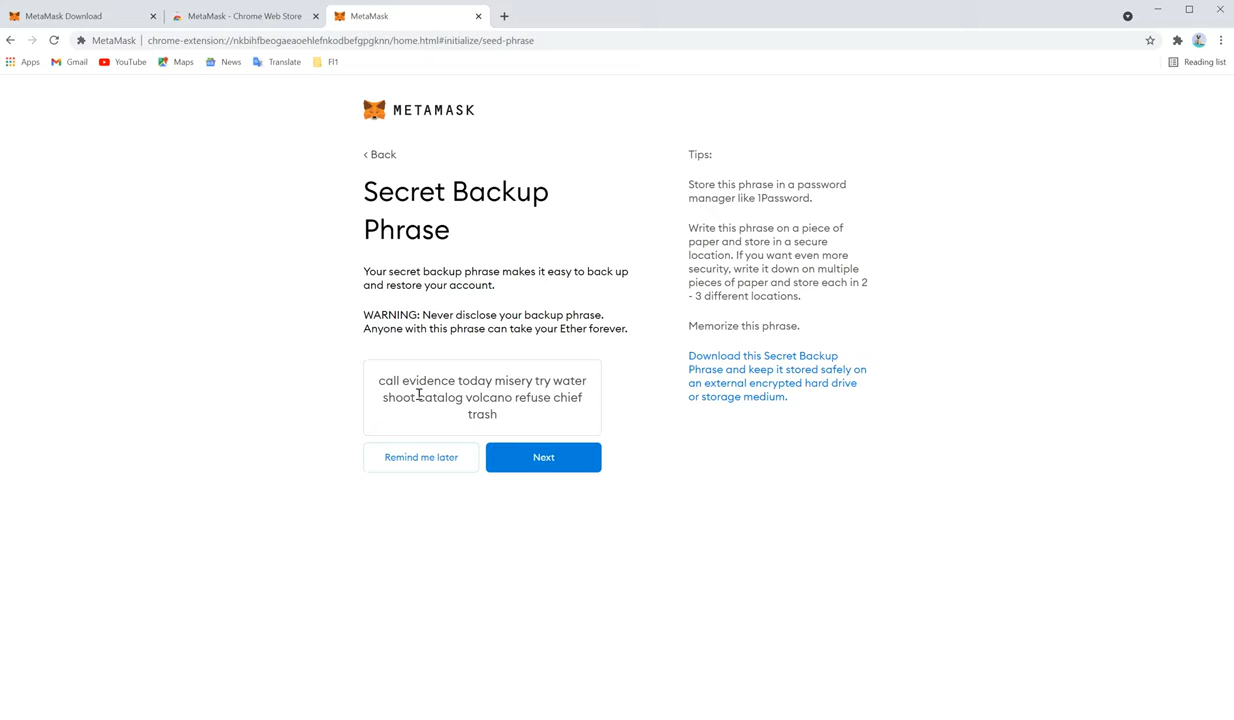 MetaMask Download
MetaMask - Chrome Web Store
MetaMask
MetaMask | chrome-extension://nkbihfbeogaeaoehlefnkodbefgpgknn/home.html#initialize/seed-phrase
Apps
Gmail
YouTube
Maps
News
Translate
FI1
Reading list
METAMASK
< Back
Secret Backup
Phrase
Your secret backup phrase makes it easy to back up
and restore your account.
WARNING: Never disclose your backup phrase.
Anyone with this phrase can take your Ether forever.
call evidence today misery try water
shoot catalog volcano refuse chief
trash
Remind me later
Next
Tips:
Store this phrase in a password
manager like 1Password.
Write this phrase on a piece of
paper and store in a secure
location. If you want even more
security, write it down on multiple
pieces of paper and store each in 2
- 3 different locations.
Memorize this phrase.
Download this Secret Backup
Phrase and keep it stored safely on
an external encrypted hard drive
or storage medium.